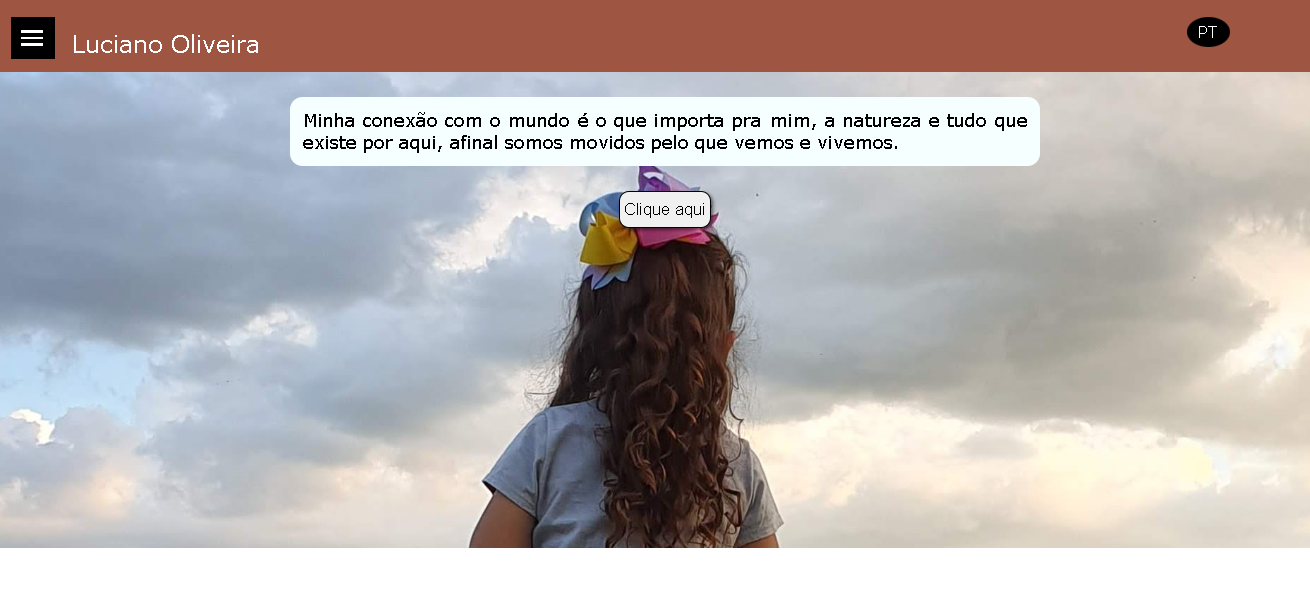 Luciano Oliveira
PT
Minha conexão com o mundo é o que importa pra mim, a natureza e tudo que
existe por aqui, afinal somos movidos pelo que vemos e vivemos.
Clique aqui